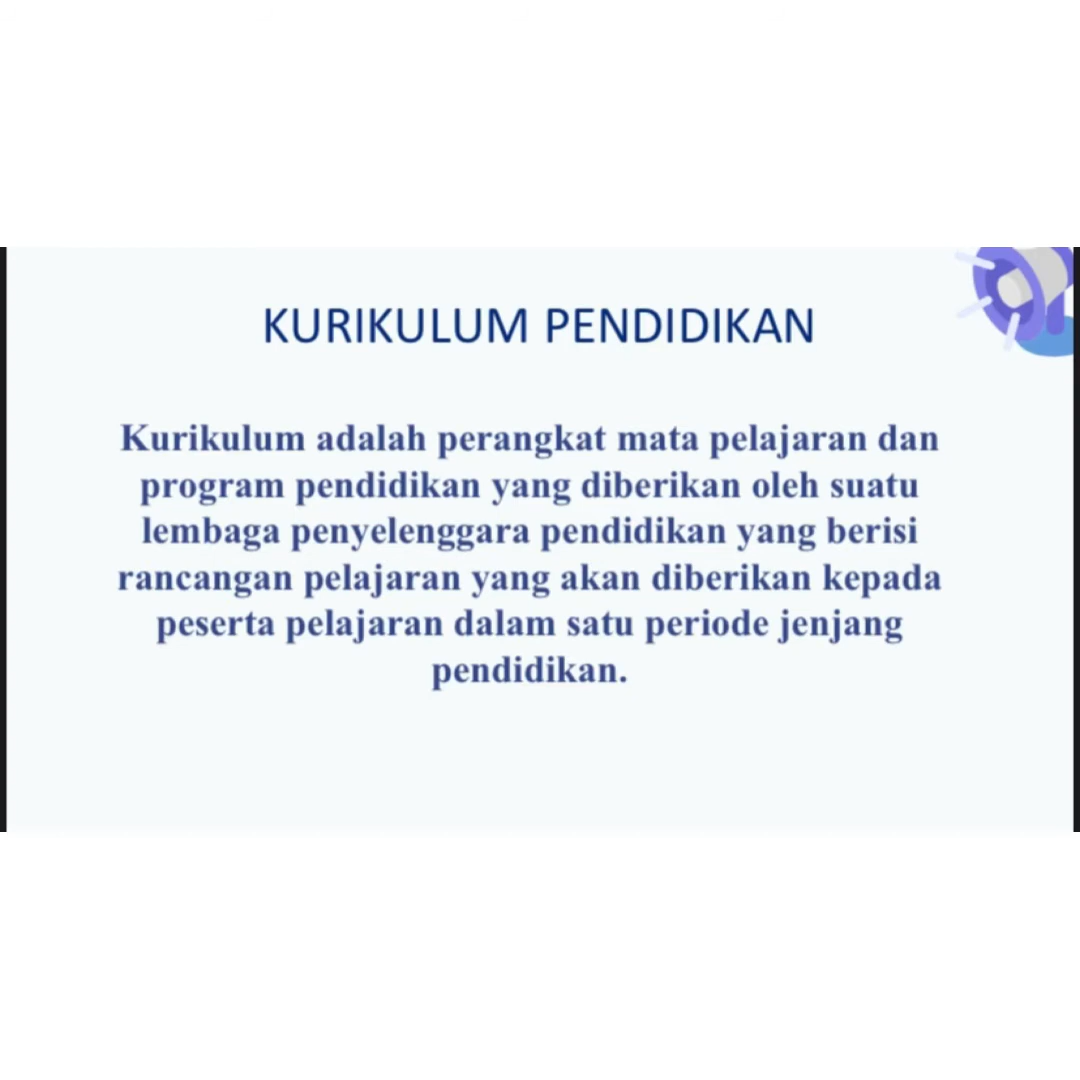 KURIKULUM PENDIDIKAN
Kurikulum adalah perangkat mata pelajaran dan
program pendidikan yang diberikan oleh suatu
lembaga penyelenggara pendidikan yang berisi
rancangan pelajaran yang akan diberikan kepada
peserta pelajaran dalam satu periode jenjang
pendidikan.